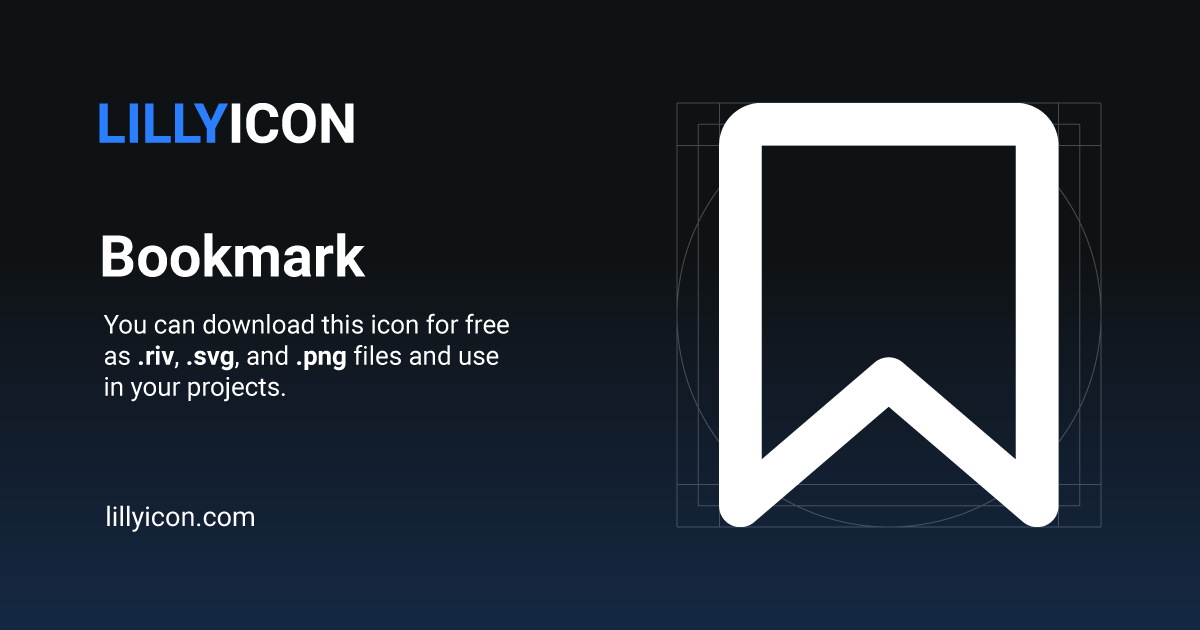 LILLYICON
Bookmark
You can download this icon for free
as .riv, .svg, and .png files and use
in your projects.
lillyicon.com